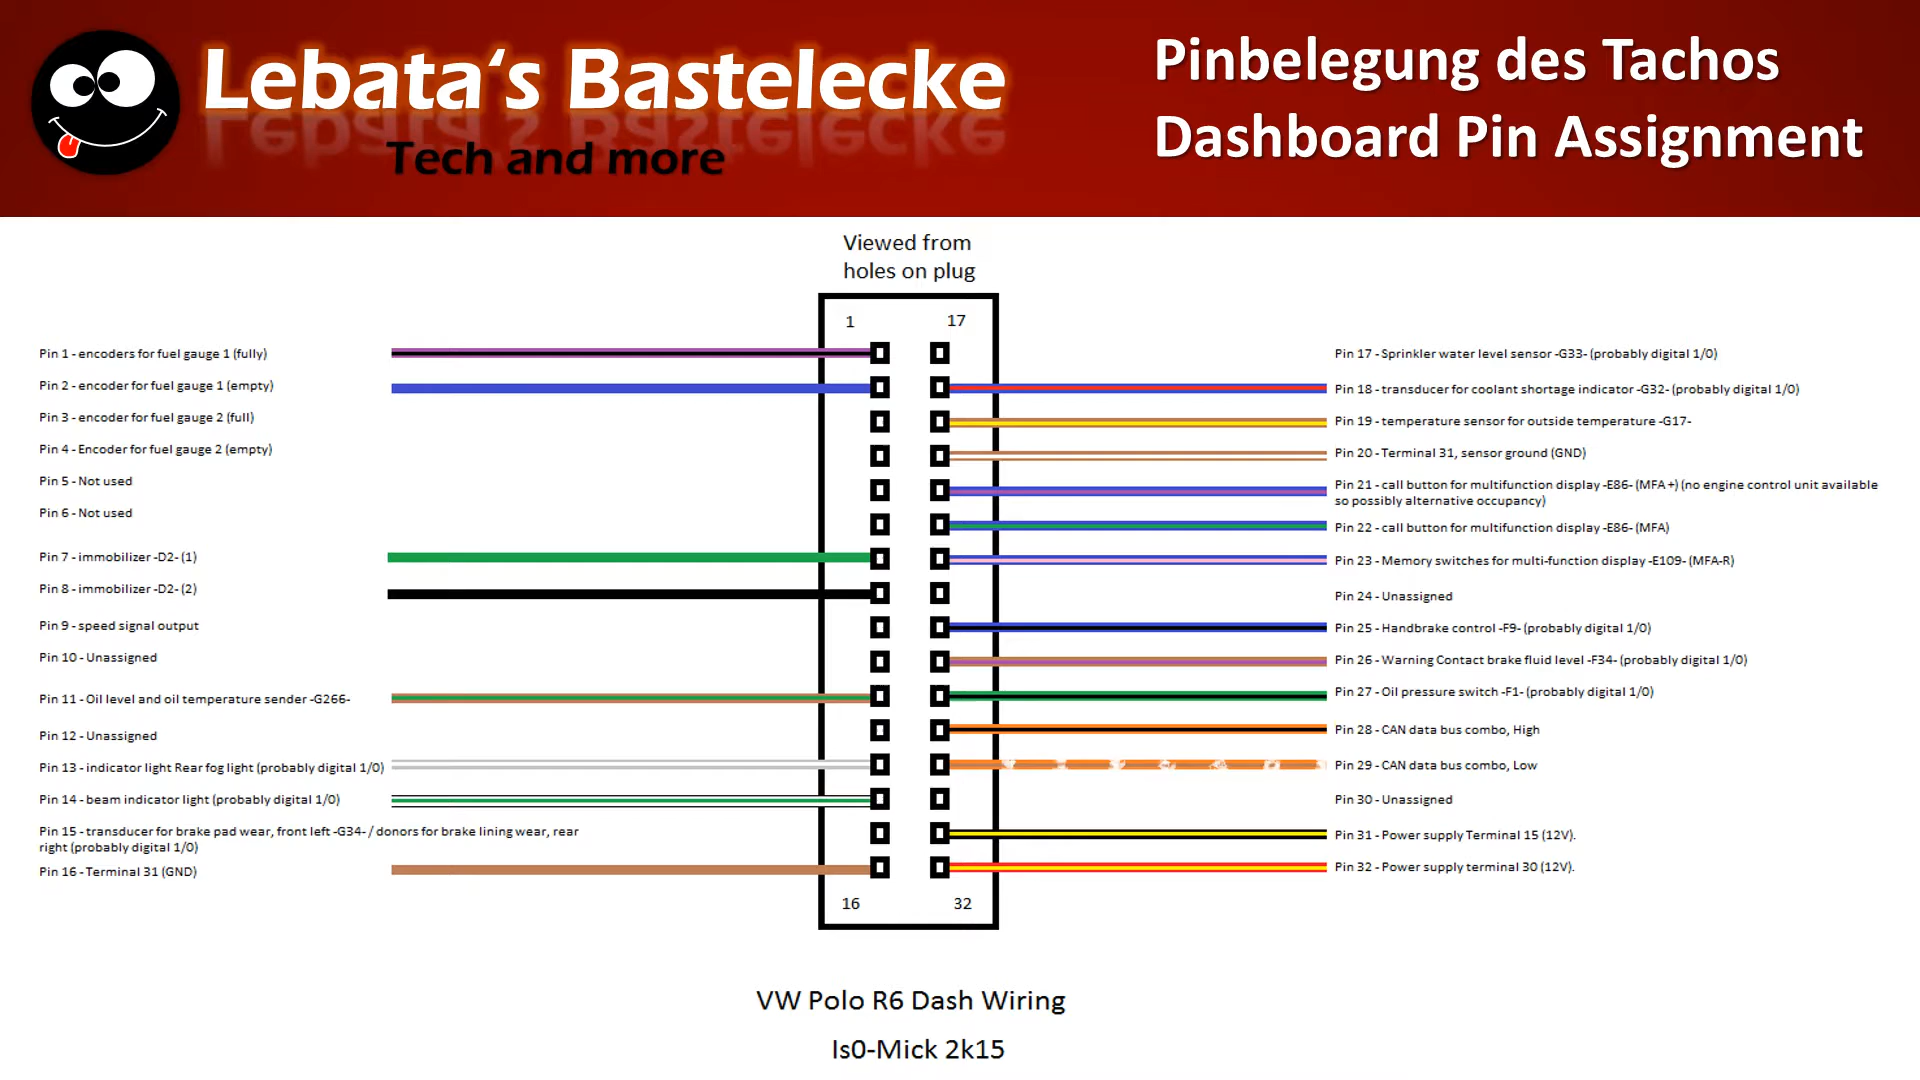 Lebata's Bastelecke
Tech and more
Pinbelegung des Tachos
Dashboard Pin Assignment
Viewed from
holes on plug
1
17
Pin 1 - encoders for fuel gauge 1 (fully)
Pin 2 - encoder for fuel gauge 1 (empty)
Pin 3 - encoder for fuel gauge 2 (full)
Pin 4 - Encoder for fuel gauge 2 (empty)
Pin 5 - Not used
Pin 6 - Not used
Pin 7 - immobilizer -D2- (1)
Pin 8 - immobilizer -D2- (2)
Pin 9 - speed signal output
Pin 10 - Unassigned
Pin 11 - Oil level and oil temperature sender -G266-
Pin 12 - Unassigned
Pin 13 - indicator light Rear fog light (probably digital 1/0)
Pin 14 - beam indicator light (probably digital 1/0)
Pin 15 - transducer for brake pad wear, front left -G34- / donors for brake lining wear, rear
right (probably digital 1/0)
Pin 16 - Terminal 31 (GND)
Pin 17 - Sprinkler water level sensor -G33- (probably digital 1/0)
Pin 18 - transducer for coolant shortage indicator -G32- (probably digital 1/0)
Pin 19 - temperature sensor for outside temperature -G17-
Pin 20 - Terminal 31, sensor ground (GND)
Pin 21 - call button for multifunction display -E86- (MFA +) (no engine control unit available
so possibly alternative occupancy)
Pin 22 - call button for multifunction display -E86- (MFA)
Pin 23 - Memory switches for multi-function display -E109- (MFA-R)
Pin 24 - Unassigned
Pin 25 - Handbrake control -F9- (probably digital 1/0)
Pin 26 - Warning Contact brake fluid level -F34- (probably digital 1/0)
Pin 27 - Oil pressure switch -F1- (probably digital 1/0)
Pin 28 - CAN data bus combo, High
Pin 29 - CAN data bus combo, Low
Pin 30 - Unassigned
Pin 31 - Power supply Terminal 15 (12V).
Pin 32 - Power supply terminal 30 (12V).
16
32
VW Polo R6 Dash Wiring
Is0-Mick 2k15